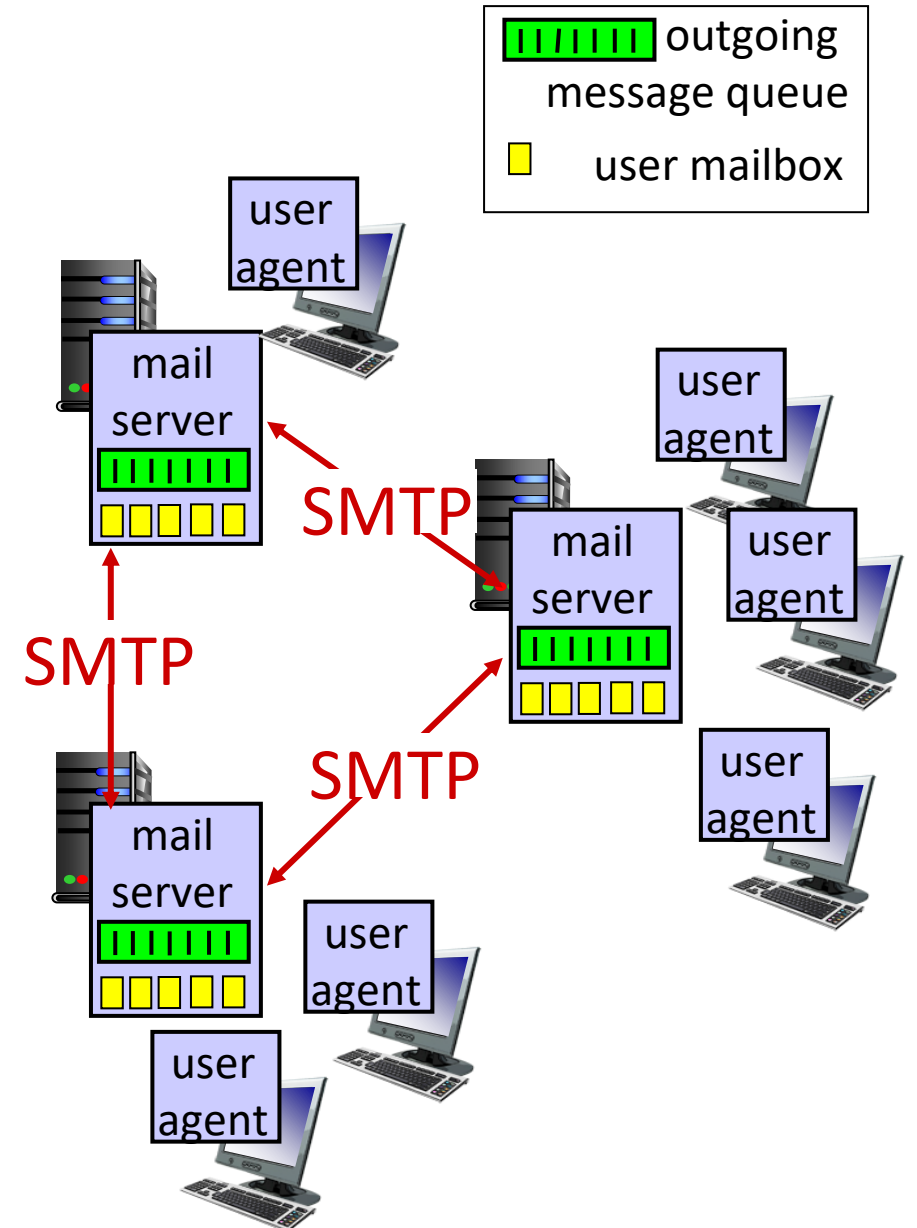 outgoing
message queue
user mailbox
user
agent
mail
server
SMTP
user
agent
user
agent
mail
server
SMTP
SMTP
user
agent
mail
server
user
agent
user
agent